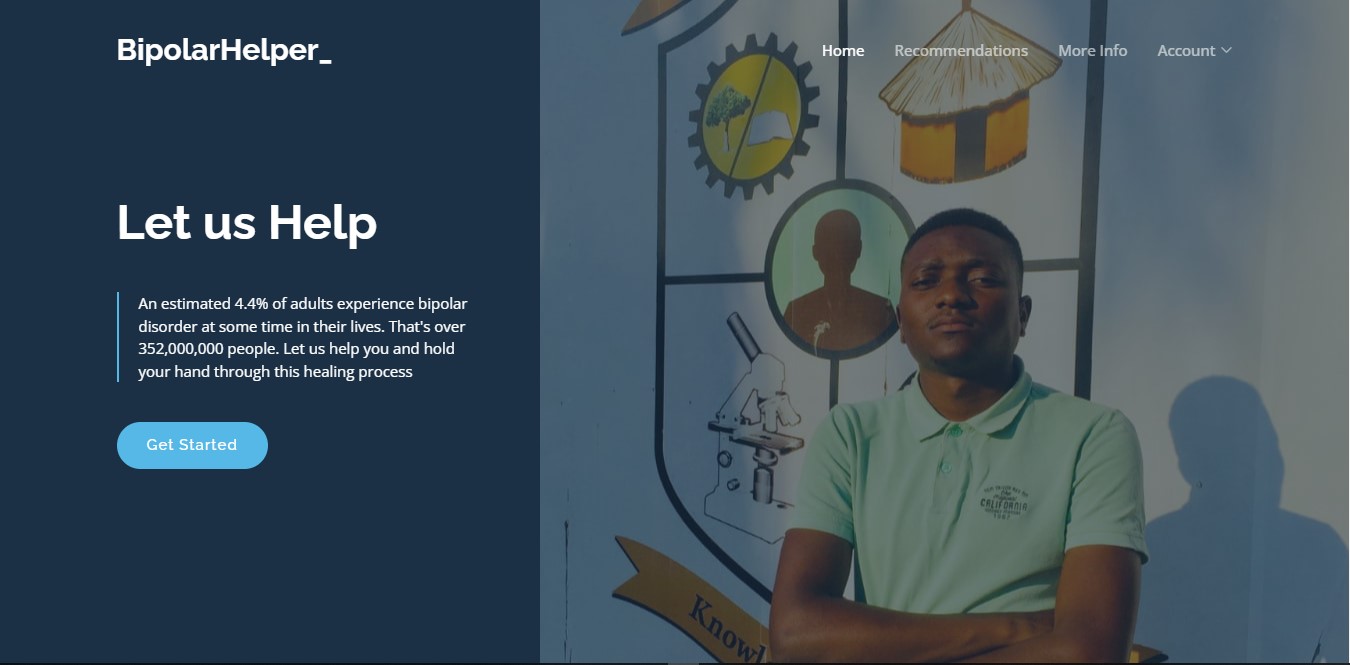 BipolarHelper_
Home Recommendations More Info Account
Let us Help
An estimated 4.4% of adults experience bipolar
disorder at some time in their lives. That's over
352,000,000 people. Let us help you and hold
your hand through this healing process
Get Started
CALIFORNIA
Knowl